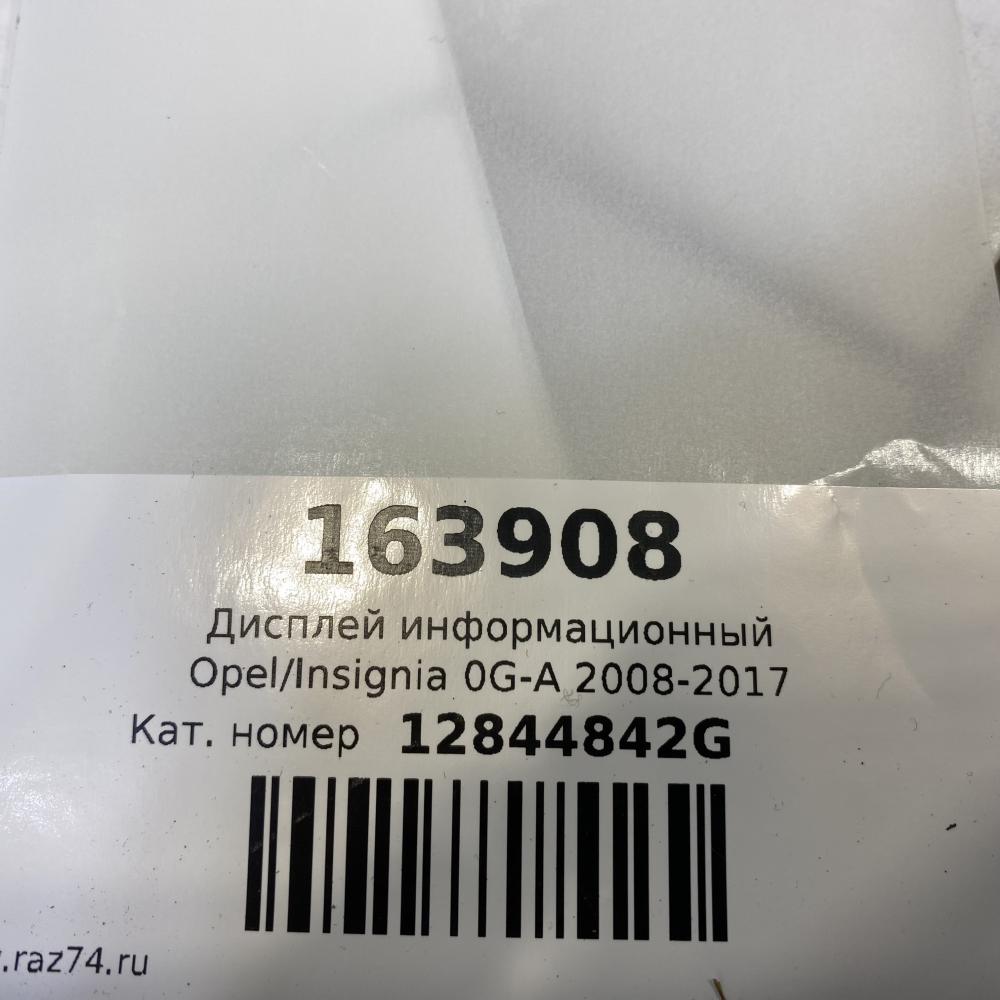 163908
Дисплей информационный
Opel/Insignia 0G-A 2008-2017
Кат. номер 12844842G
.raz74.ru